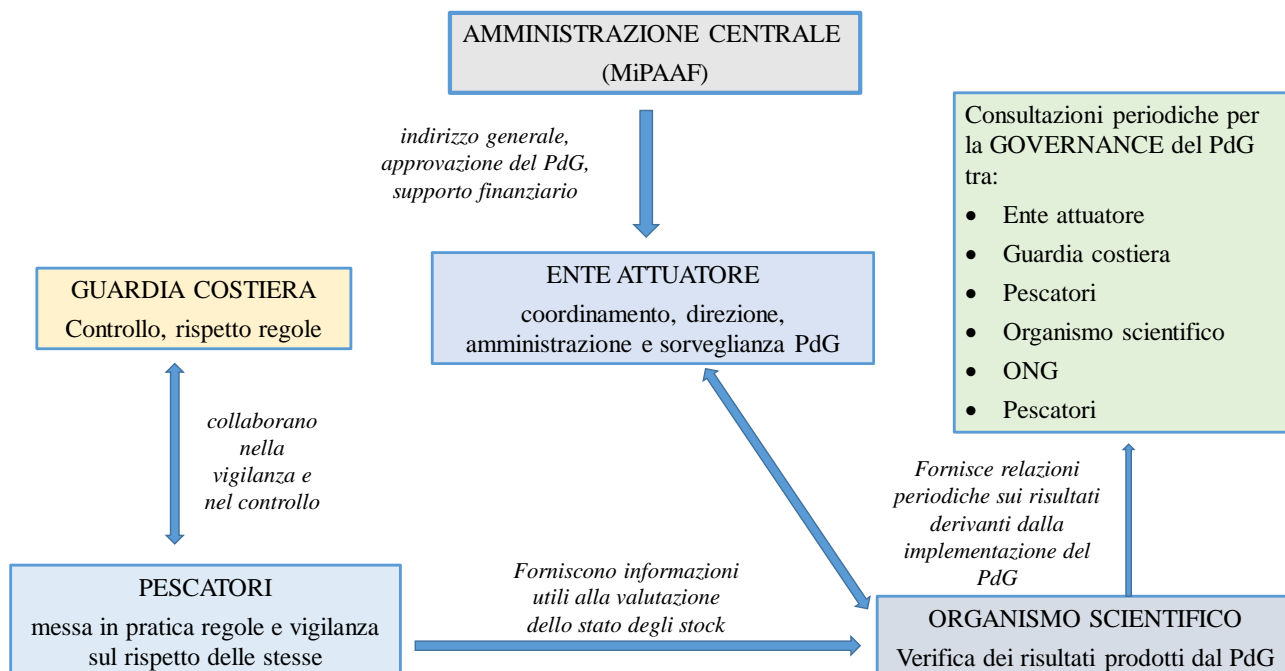 AMMINISTRAZIONE CENTRALE
(MiPAAF)
indirizzo generale,
approvazione del PdG,
supporto finanziario
Consultazioni periodiche per
la GOVERNANCE del PdG
tra:
• Ente attuatore
• Guardia costiera
• Pescatori
• Organismo scientifico
• ONG
• Pescatori
GUARDIA COSTIERA
Controllo, rispetto regole
ENTE ATTUATORE
coordinamento, direzione,
amministrazione e sorveglianza PdG
collaborano
nella
vigilanza e
nel controllo
Fornisce relazioni
periodiche sui risultati
derivanti dalla
implementazione del
PdG
PESCATORI
messa in pratica regole e vigilanza
sul rispetto delle stesse
Forniscono informazioni
utili alla valutazione
dello stato degli stock
ORGANISMO SCIENTIFICO
Verifica dei risultati prodotti dal PdG